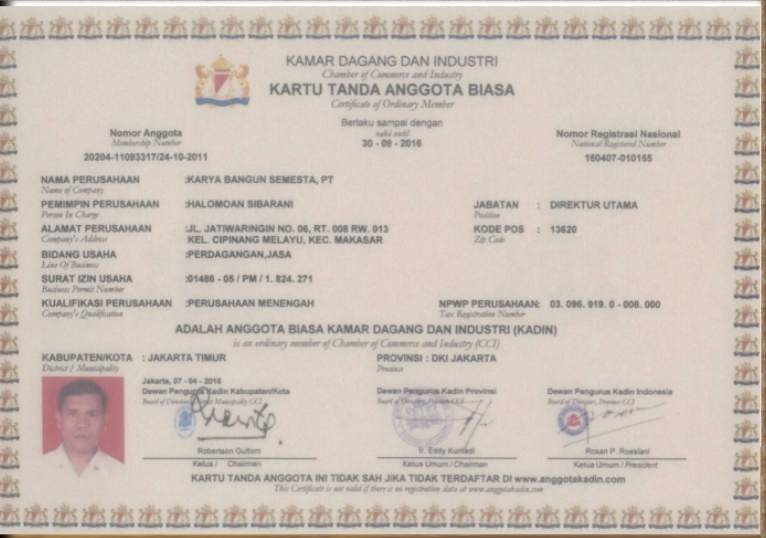 KAMAR DAGANG DAN INDUSTRI
Chamber of Commerce and Industry
KARTU TANDA ANGGOTA BIASA
Certificate of Ordinary Member
Berlaku sampai dengan
valid until
30 - 09 - 2016
Nomor Anggota
Membership Number
20204-11093317/24-10-2011
Nomor Registrasi Nasional
National Registered Number
160407-010155
NAMA PERUSAHAAN :KARYA BANGUN SEMESTA, PT
Name of Company
PEMIMPIN PERUSAHAAN :HALOMOAN SIBARANI JABATAN : DIREKTUR UTAMA
Person In Charge Position
ALAMAT PERUSAHAAN :JL. JATIWARINGIN NO. 06, RT. 008 RW. 013 KODE POS : 13620
Company's Address KEL. CIPINANG MELAYU, KEC. MAKASAR Zip Code
BIDANG USAHA :PERDAGANGAN,JASA
Line Of Business
SURAT IZIN USAHA :01486 - 05 / PM / 1. 824. 271
Business Permit Number
KUALIFIKASI PERUSAHAAN :PERUSAHAAN MENENGAH NPWP PERUSAHAAN: 03. 096. 919. 0 - 008. 000
Company's Qualification Tax Registration Number
ADALAH ANGGOTA BIASA KAMAR DAGANG DAN INDUSTRI (KADIN)
is an ordinary member of Chamber of Commerce and Industry (CCI)
KABUPATEN/KOTA : JAKARTA TIMUR PROVINSI : DKI JAKARTA
District / Municipality Province
Jakarta, 07 - 04 - 2016
Dewan Pengurus Kadin Kabupaten/Kota
Board of Directors, Municipality CCI
Dewan Pengurus Kadin Provinsi
Board of Directors, Province CCI
Dewan Pengurus Kadin Indonesia
Board of Directors, Province CCI
Robertson Gultom
Ketua / Chairman
Ir. Eddy Kuntadi
Ketua Umum / Chairman
Rosan P. Roeslani
Ketua Umum / President
KARTU TANDA ANGGOTA INI TIDAK SAH JIKA TIDAK TERDAFTAR DI www.anggotakadin.com
This Certificate is not valid if there is no registration data at www.anggotakadin.com